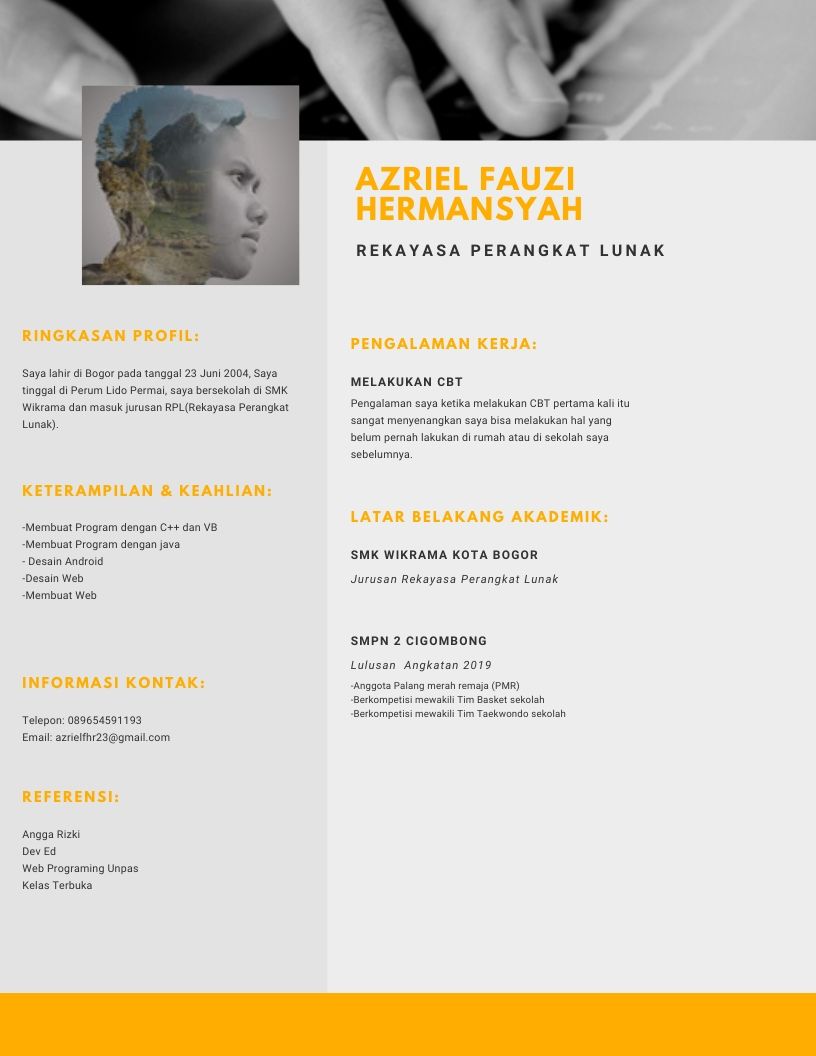 AZRIEL FAUZI
HERMANSYAH
REKAYASA PERANGKAT LUNAK
RINGKASAN PROFIL:
Saya lahir di Bogor pada tanggal 23 Juni 2004, Saya
tinggal di Perum Lido Permai, saya bersekolah di SMK
Wikrama dan masuk jurusan RPL(Rekayasa Perangkat
Lunak).
KETERAMPILAN & KEAHLIAN:
-Membuat Program dengan C++ dan VB
-Membuat Program dengan java
- Desain Android
-Desain Web
-Membuat Web
INFORMASI KONTAK:
Telepon: 089654591193
Email: azrielfhr23@gmail.com
REFERENSI:
Angga Rizki
Dev Ed
Web Programing Unpas
Kelas Terbuka
PENGALAMAN KERJA:
MELAKUKAN CBT
Pengalaman saya ketika melakukan CBT pertama kali itu
sangat menyenangkan saya bisa melakukan hal yang
belum pernah lakukan di rumah atau di sekolah saya
sebelumnya.
LATAR BELAKANG AKADEMIK:
SMK WIKRAMA KOTA BOGOR
Jurusan Rekayasa Perangkat Lunak
SMPN 2 CIGOMBONG
Lulusan  Angkatan 2019
-Anggota Palang merah remaja (PMR)
-Berkompetisi mewakili Tim Basket sekolah
-Berkompetisi mewakili Tim Taekwondo sekolah